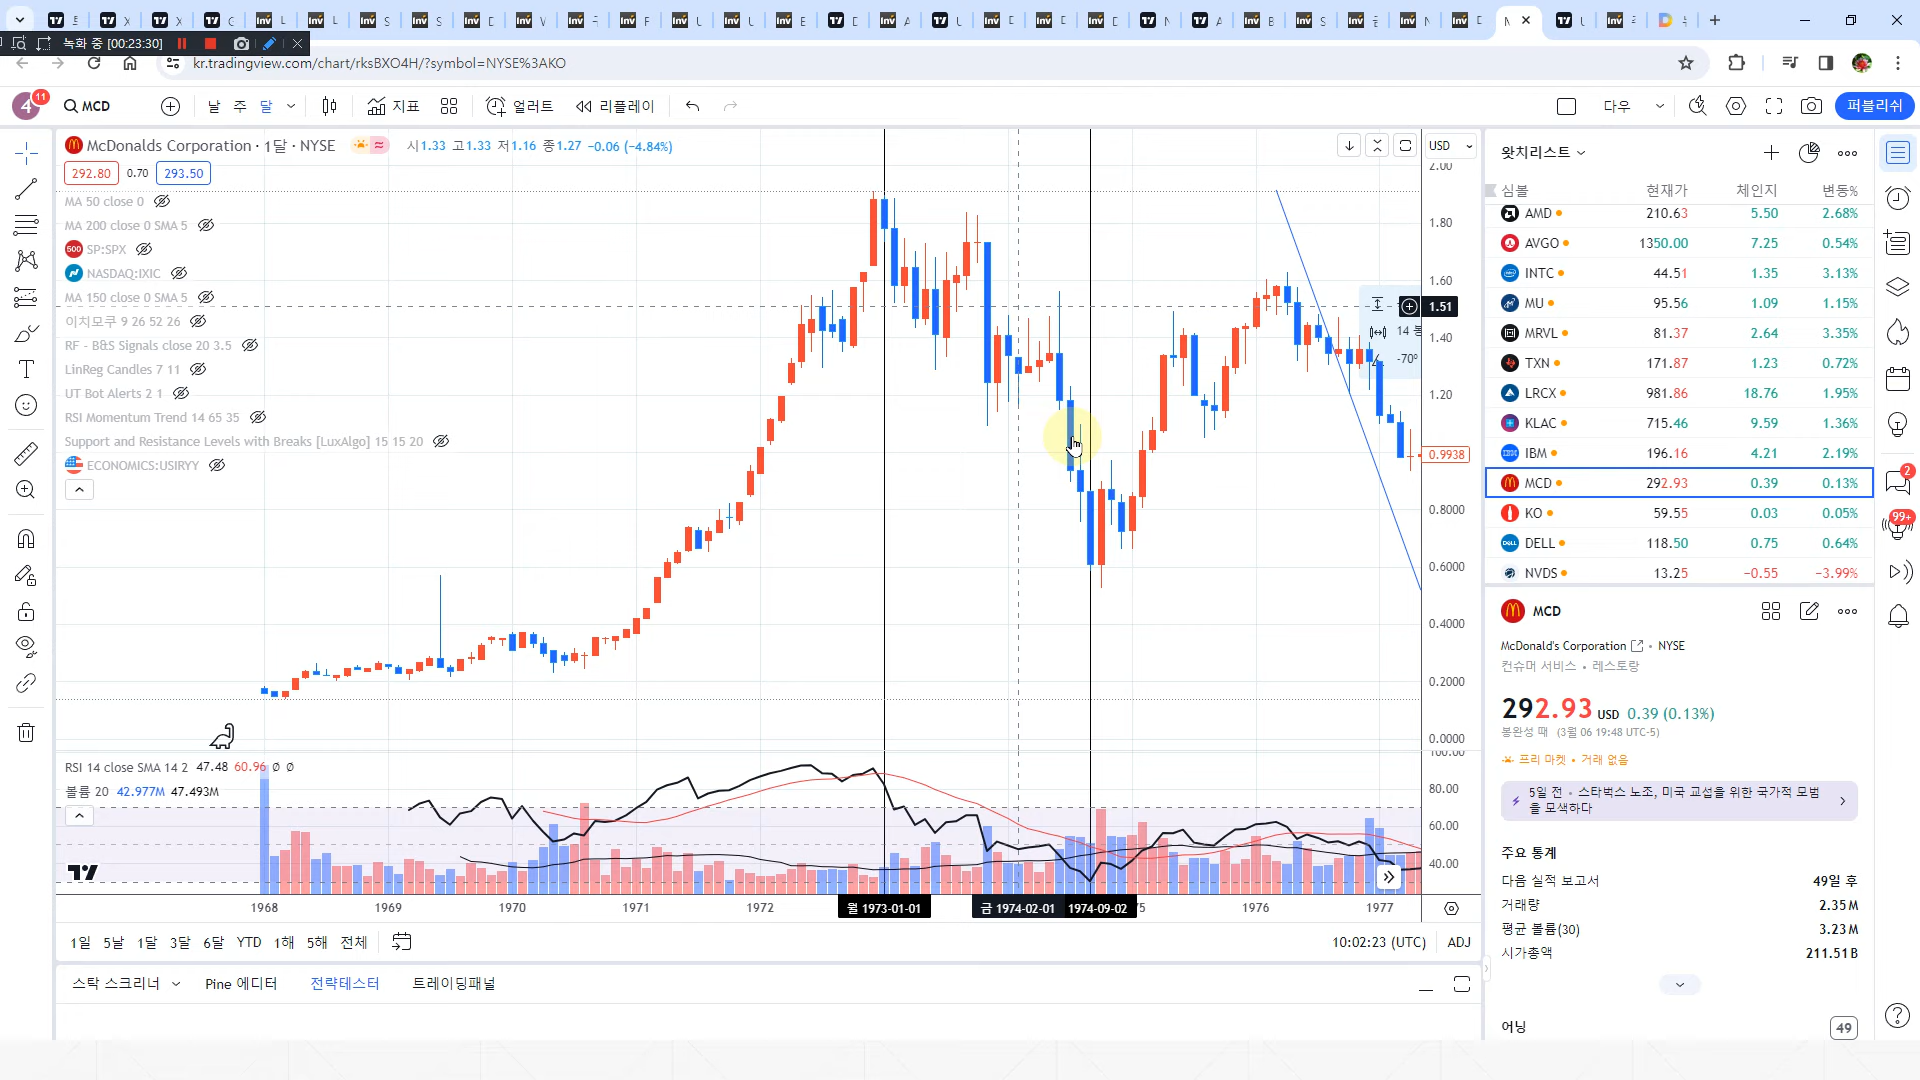 녹화 중 [00:23:30]
kr.tradingview.com/chart/rksBXO4H/?symbol=NYSE%3AKO
4 11 MCD 날 주 달 지표 얼러트 리플레이 다우 퍼블리쉬
McDonalds Corporation · 1달 · NYSE 시1.33 고1.33 저1.16 종1.27 −0.06 (−4.84%)
292.80 0.70 293.50
MA 50 close 0
MA 200 close 0 SMA 5
500 SP:SPX
NASDAQ:IXIC
MA 150 close 0 SMA 5
이치모쿠 9 26 52 26
RF - B&S Signals close 20 3.5
LinReg Candles 7 11
UT Bot Alerts 2 1
RSI Momentum Trend 14 65 35
Support and Resistance Levels with Breaks [LuxAlgo] 15 15 20
ECONOMICS:USIRYY
USD
2.00
1.80
1.60
1.51
1.40
1.20
0.9938
0.8000
0.6000
0.4000
0.2000
0.0000
14
-70º
RSI 14 close SMA 14 2 47.48 60.96 ∅ ∅
볼륨 20 42.977M 47.493M
100.00
80.00
60.00
40.00
1968 1969 1970 1971 1972 월 1973-01-01 금 1974-02-01 1974-09-02 1976 1977
1일 5날 1달 3달 6달 YTD 1해 5해 전체 10:02:23 (UTC) ADJ
스탁 스크리너 Pine 에디터 전략테스터 트레이딩패널
왓치리스트
심볼 현재가 체인지 변동%
AMD 210.63 5.50 2.68%
AVGO 1350.00 7.25 0.54%
INTC 44.51 1.35 3.13%
MU 95.56 1.09 1.15%
MRVL 81.37 2.64 3.35%
TXN 171.87 1.23 0.72%
LRCX 981.86 18.76 1.95%
KLAC 715.46 9.59 1.36%
IBM 196.16 4.21 2.19%
MCD 292.93 0.39 0.13%
KO 59.55 0.03 0.05%
DELL 118.50 0.75 0.64%
NVDS 13.25 −0.55 −3.99%
MCD
McDonald's Corporation • NYSE
컨슈머 서비스 • 레스토랑
292.93 USD 0.39 (0.13%)
봉완성 때 (3월 06 19:48 UTC-5)
프리 마켓 • 거래 없음
5일 전 • 스타벅스 노조, 미국 교섭을 위한 국가적 모범
을 모색하다
주요 통계
다음 실적 보고서 49일 후
거래량 2.35M
평균 볼륨(30) 3.23M
시가총액 211.51B
어닝 49
2
99+